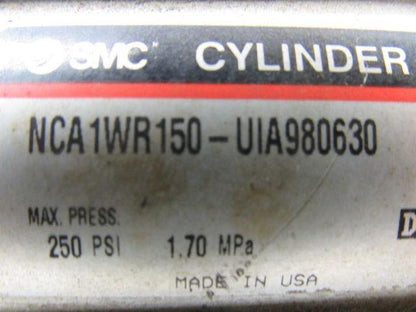 SMC CYLINDER
NCA1WR150-UIA980630
MAX. PRESS.
250 PSI 1.70 MPa
MADE IN USA